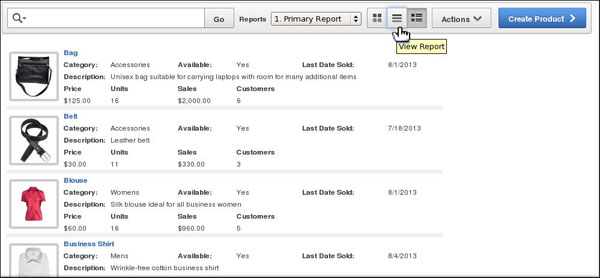 Go Reports 1. Primary Report Actions Create Product
View Report
Bag
Category: Accessories Available: Yes Last Date Sold: 8/1/2013
Description: Unisex bag suitable for carrying laptops with room for many additional items
Price Units Sales Customers
$125.00 16 $2,000.00 6
Belt
Category: Accessories Available: Yes Last Date Sold: 7/18/2013
Description: Leather belt
Price Units Sales Customers
$30.00 11 $330.00 3
Blouse
Category: Womens Available: Yes Last Date Sold: 8/1/2013
Description: Silk blouse ideal for all business women
Price Units Sales Customers
$60.00 16 $960.00 5
Business Shirt
Category: Mens Available: Yes Last Date Sold: 8/4/2013
Description: Wrinkle-free cotton business shirt